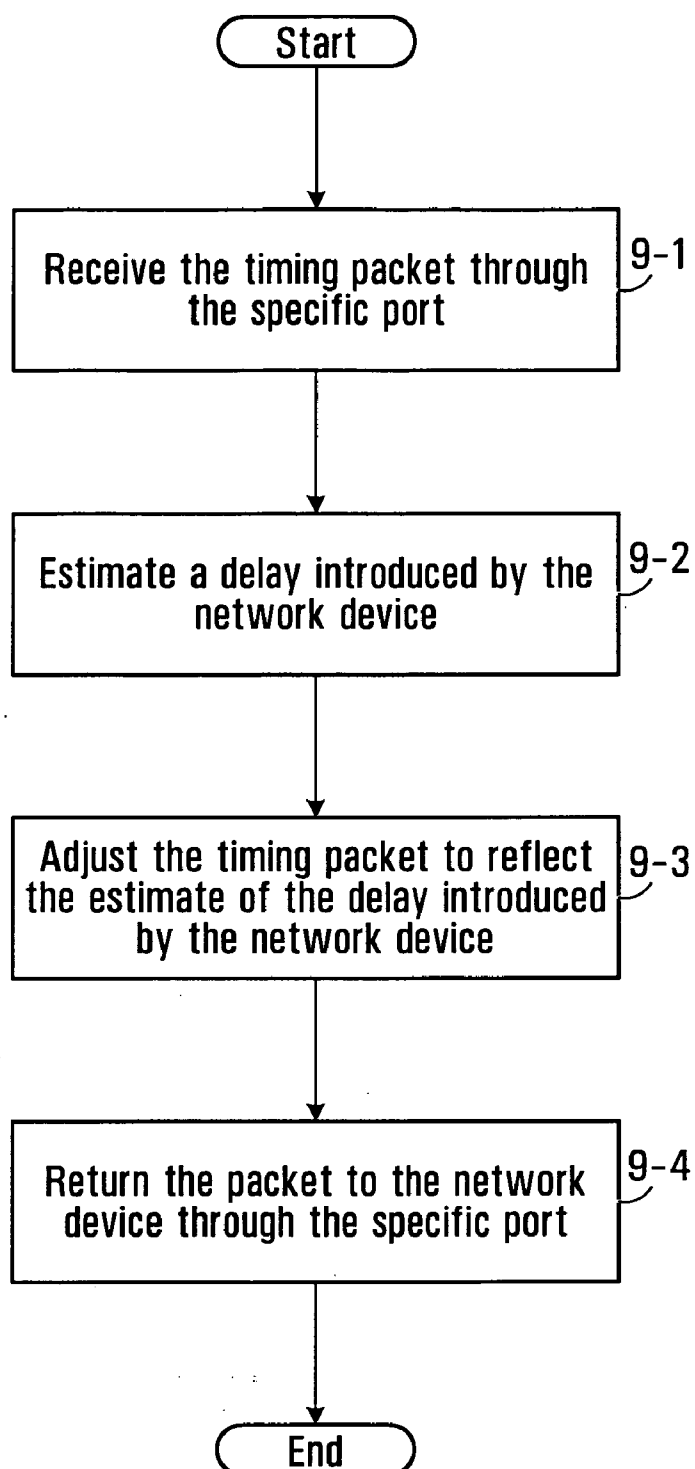 Start
Receive the timing packet through
the specific port
9-1
Estimate a delay introduced by the
network device
9-2
Adjust the timing packet to reflect
the estimate of the delay introduced
by the network device
9-3
Return the packet to the network
device through the specific port
9-4
End